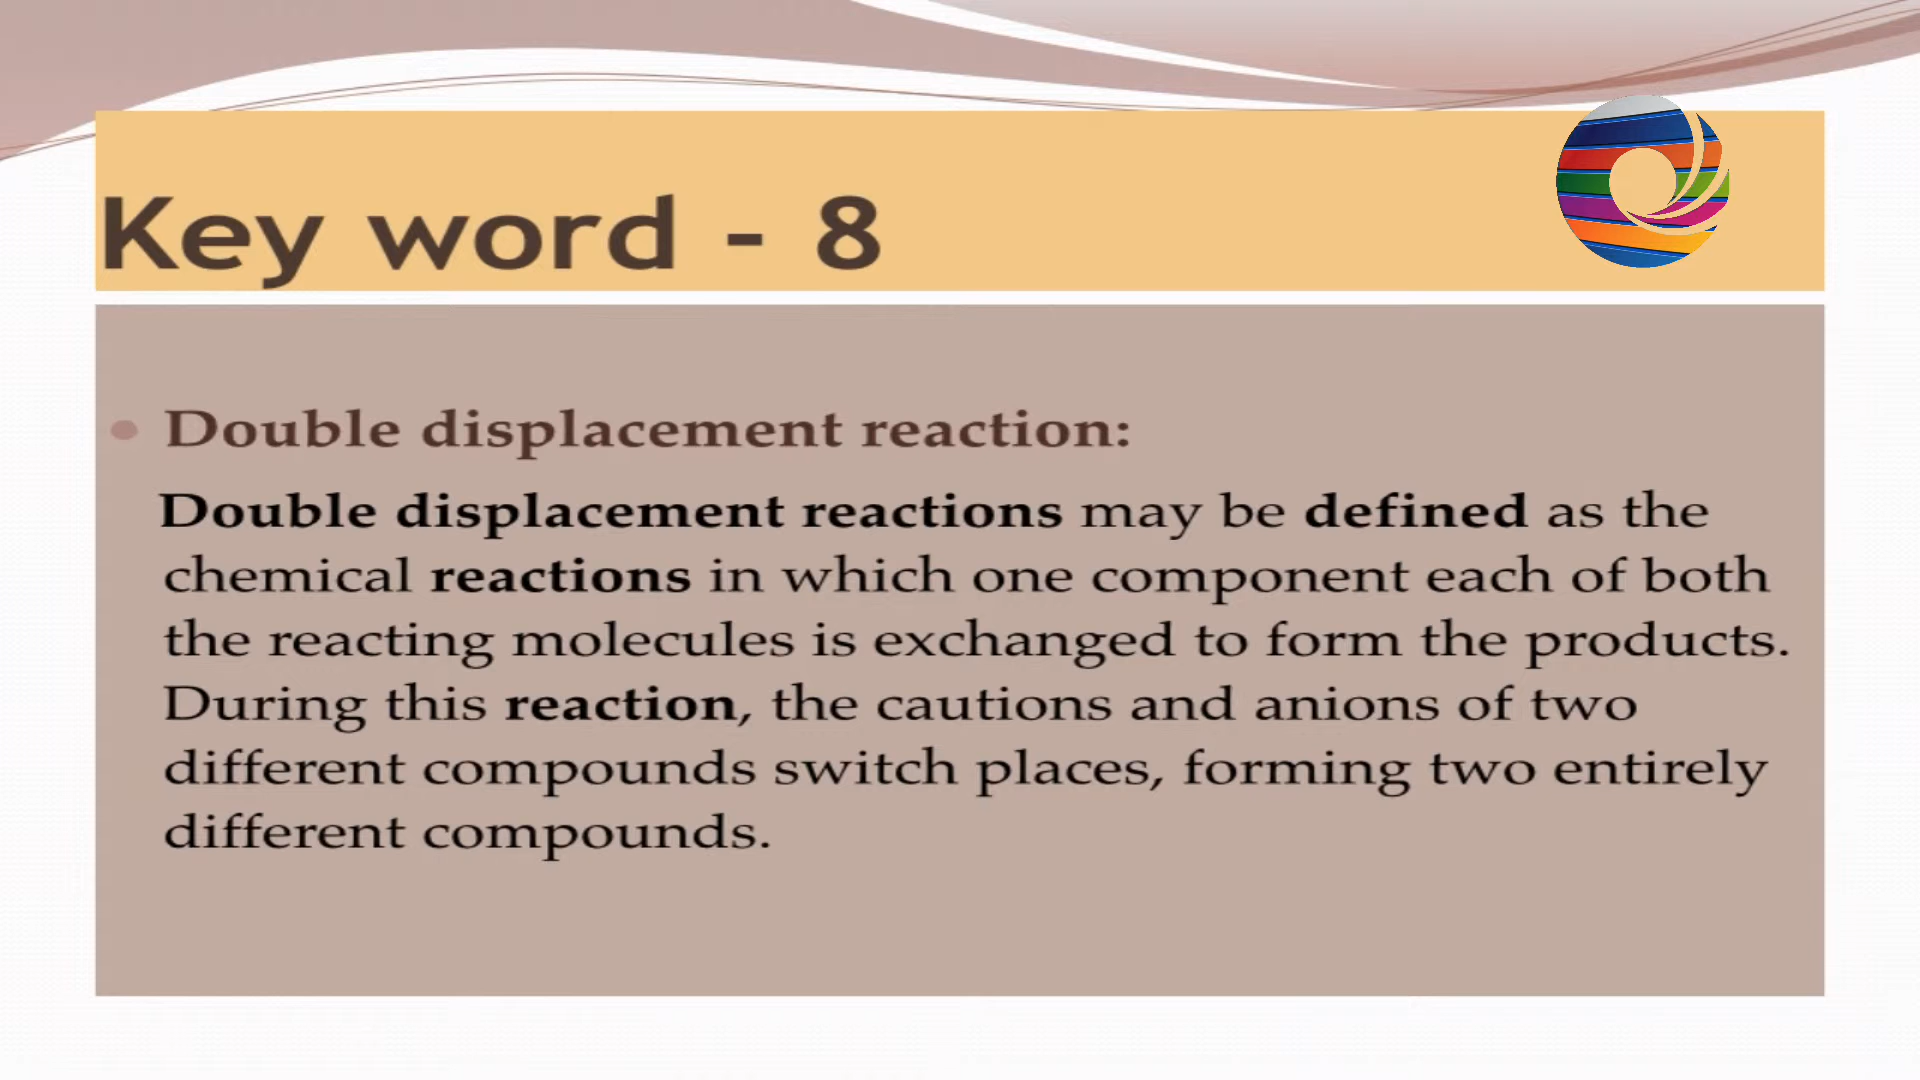 Key word - 8
• Double displacement reaction:
Double displacement reactions may be defined as the
chemical reactions in which one component each of both
the reacting molecules is exchanged to form the products.
During this reaction, the cautions and anions of two
different compounds switch places, forming two entirely
different compounds.